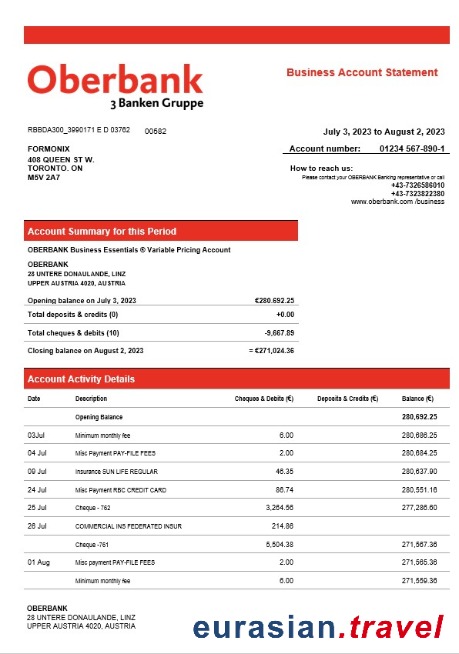 Oberbank
3 Banken Gruppe
Business Account Statement
RBBDA300_3990171 E D 03762 00682
July 3, 2023 to August 2, 2023
FORMONIX
408 QUEEN ST W.
TORONTO. ON
M5V 2A7
Account number: 01234 567-890-1
How to reach us:
Please contact your OBERBANK Banking representative or call
+43-7326586010
+43-7323822380
www.oberbank.com /business
Account Summary for this Period
OBERBANK Business Essentials ® Variable Pricing Account
OBERBANK
28 UNTERE DONAULANDE, LINZ
UPPER AUSTRIA 4020, AUSTRIA
Opening balance on July 3, 2023 €280.692.25
Total deposits & credits (0) +0.00
Total cheques & debits (10) -9,667.89
Closing balance on August 2, 2023 = €271,024.36
Account Activity Details
Date Description Cheques & Debits (€) Deposits & Credits (€) Balance (€)
Opening Balance 280,692.25
03Jul Minimum monthly fee 6.00 280,686.25
04 Jul Misc Payment PAY-FILE FEES 2.00 280,684.25
09 Jul Insurance SUN LIFE REGULAR 46.35 280,637.90
24 Jul Misc Payment RBC CREDIT CARD 86,74 280,551.16
25 Jul Cheque - 762 3,264.56 277,286.60
26 Jul COMMERCIAL INS FEDERATED INSUR 214.86
Cheque -761 5,504.38 271,567.36
01 Aug Misc payment PAY-FILE FEES 2.00 271,565.36
Minimum monthly fee 6.00 271,559.36
OBERBANK
28 UNTERE DONAULANDE, LINZ
UPPER AUSTRIA 4020, AUSTRIA
eurasian.travel